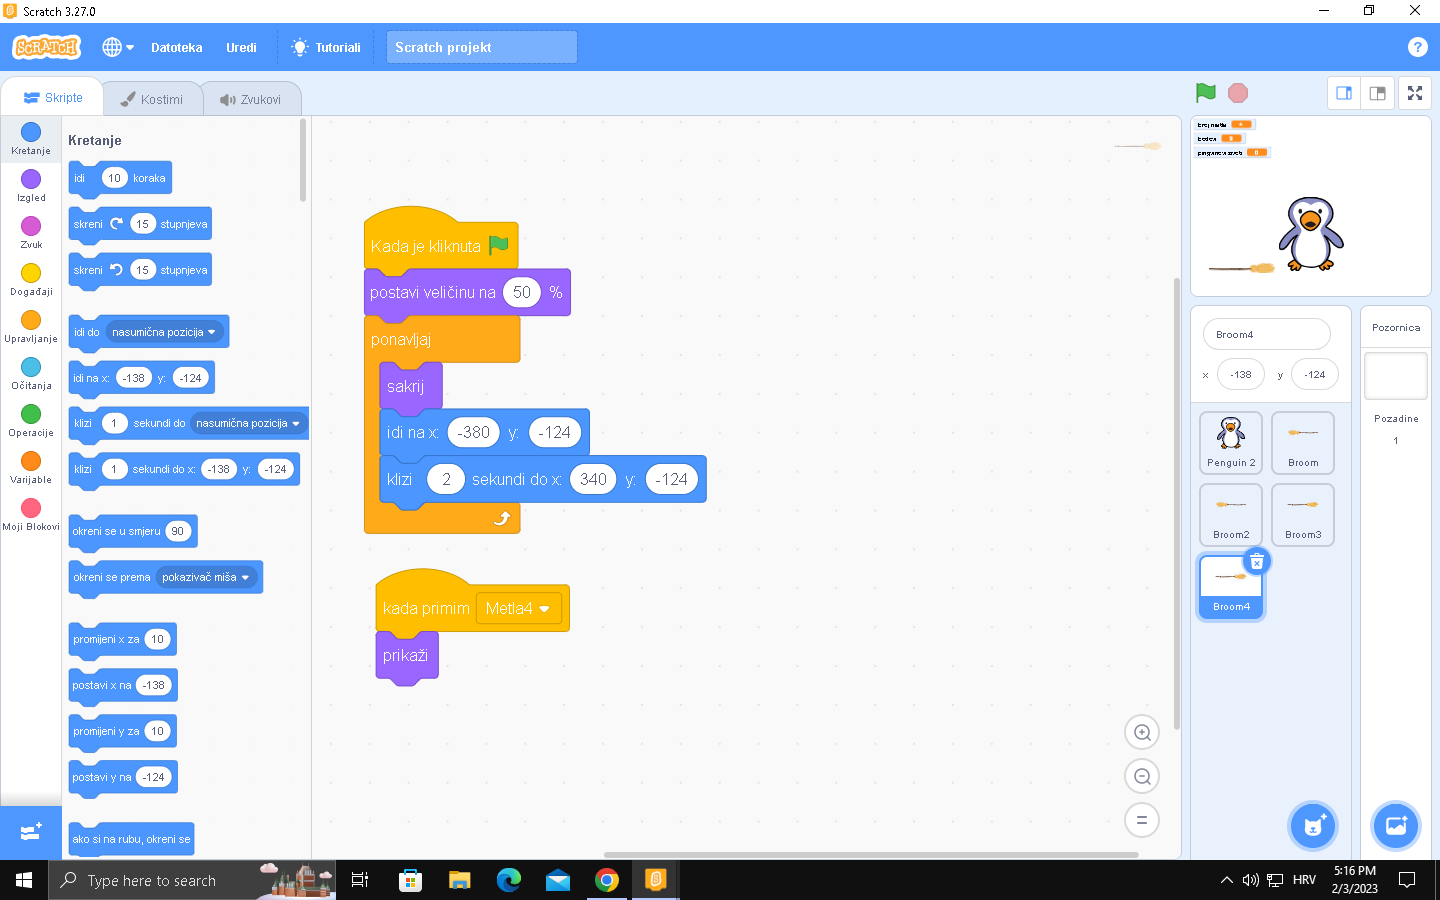 Scratch 3.27.0
SCRATCH
Datoteka
Uredi
Tutoriali
Scratch projekt
?
Skripte
Kostimi
Zvukovi
Kretanje
Izgled
Zvuk
Događaji
Upravljanje
Očitanja
Operacije
Varijable
Moji Blokovi
Kretanje
idi 10 koraka
skreni 15 stupnjeva
skreni 15 stupnjeva
idi do nasumična pozicija
idi na x: -138 y: -124
klizi 1 sekundi do nasumična pozicija
klizi 1 sekundi do x: -138 y: -124
okreni se u smjeru 90
okreni se prema pokazivač miša
promijeni x za 10
postavi x na -138
promijeni y za 10
postavi y na -124
ako si na rubu, okreni se
Kada je kliknuta
postavi veličinu na 50 %
ponavljaj
sakrij
idi na x: -380 y: -124
klizi 2 sekundi do x: 340 y: -124
kada primim Metla4
prikaži
Broom4
x -138 y -124
Penguin 2
Broom
Broom2
Broom3
Broom4
Pozornica
Pozadine
1
Type here to search
HRV
5:16 PM
2/3/2023